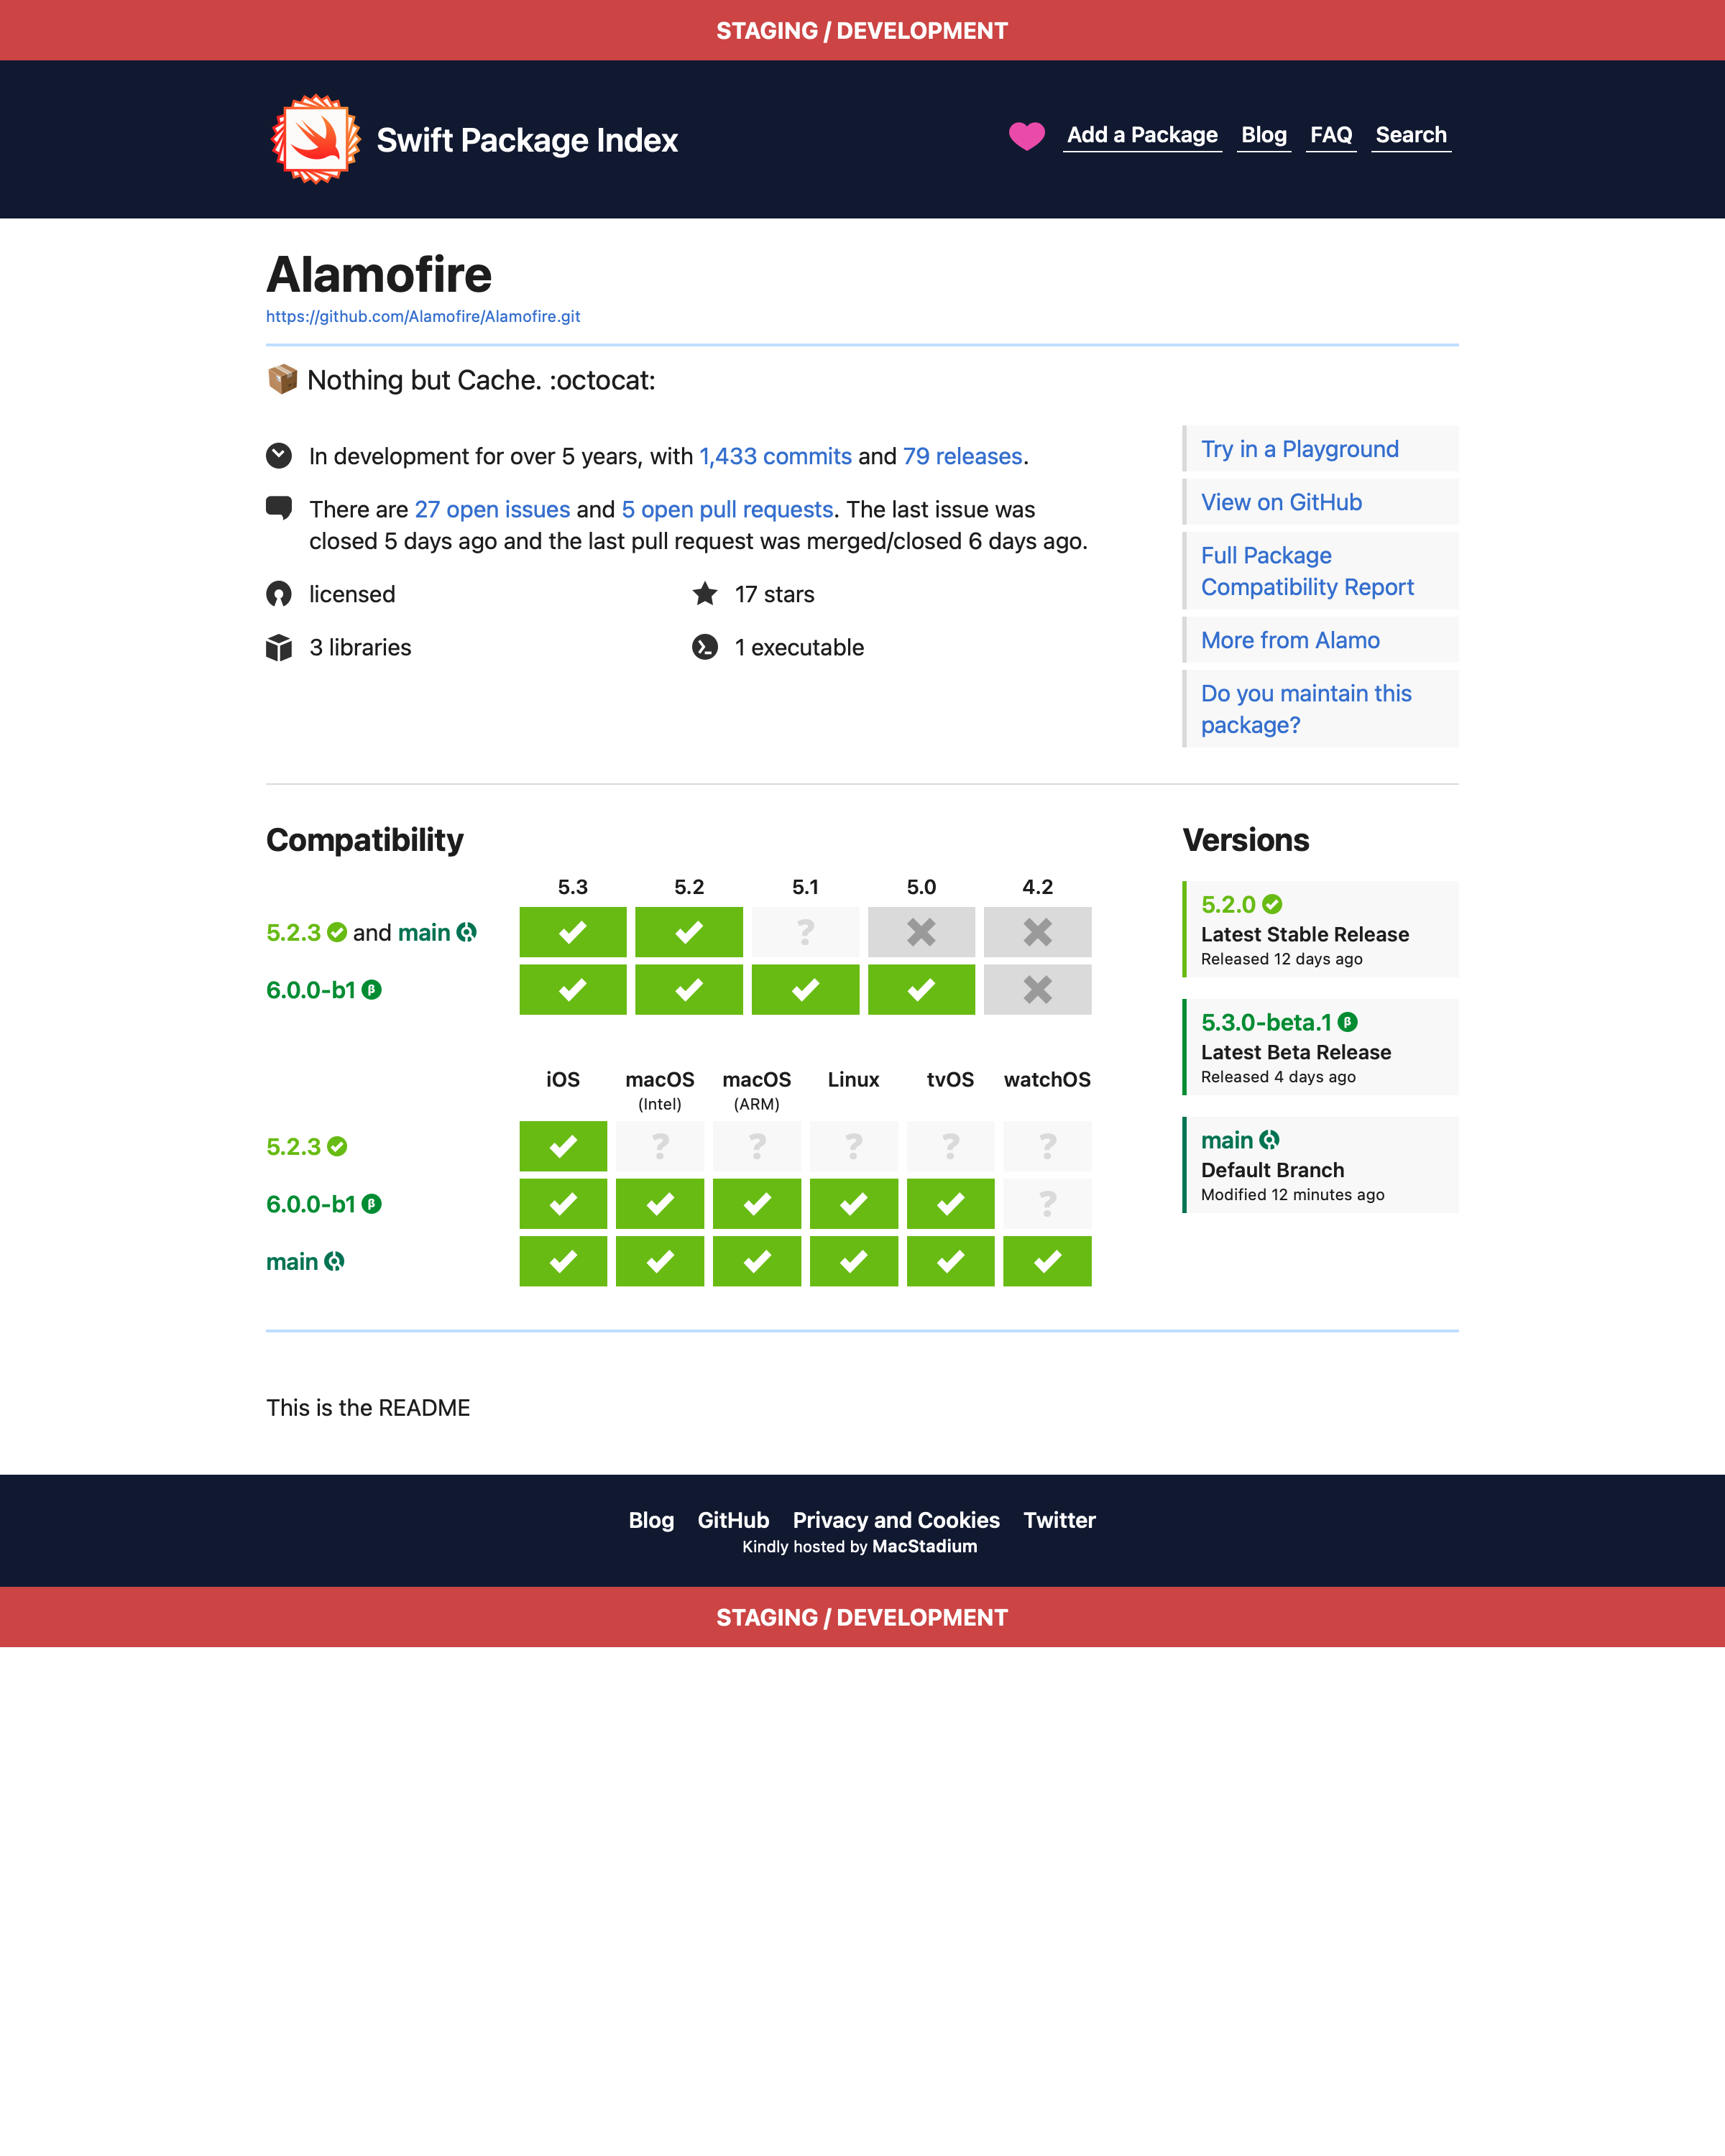 STAGING / DEVELOPMENT
Swift Package Index
Add a Package Blog FAQ Search
Alamofire
https://github.com/Alamofire/Alamofire.git
📦 Nothing but Cache. :octocat:
In development for over 5 years, with 1,433 commits and 79 releases.
There are 27 open issues and 5 open pull requests. The last issue was
closed 5 days ago and the last pull request was merged/closed 6 days ago.
licensed
17 stars
3 libraries
1 executable
Try in a Playground
View on GitHub
Full Package
Compatibility Report
More from Alamo
Do you maintain this
package?
Compatibility
5.3 5.2 5.1 5.0 4.2
5.2.3 and main ?
6.0.0-b1 β
iOS macOS (Intel) macOS (ARM) Linux tvOS watchOS
5.2.3 ? ? ? ? ?
6.0.0-b1 β ?
main
Versions
5.2.0
Latest Stable Release
Released 12 days ago
5.3.0-beta.1 β
Latest Beta Release
Released 4 days ago
main
Default Branch
Modified 12 minutes ago
This is the README
Blog GitHub Privacy and Cookies Twitter
Kindly hosted by MacStadium
STAGING / DEVELOPMENT